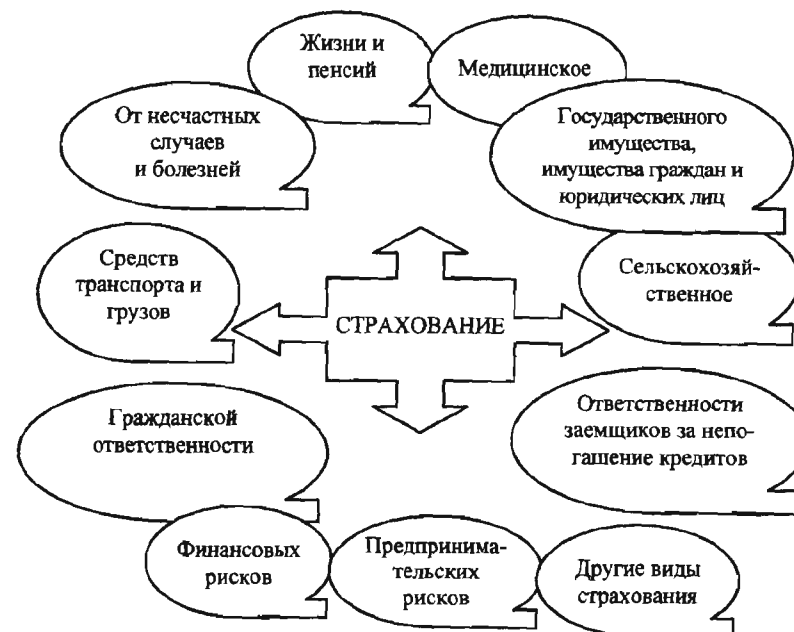 Жизни и
пенсий
Медицинское
От несчастных
случаев
и болезней
Государственного
имущества,
имущества граждан и
юридических лиц
Средств
транспорта и
грузов
СТРАХОВАНИЕ
Сельскохозяй-
ственное
Гражданской
ответственности
Ответственности
заемщиков за непо-
гашение кредитов
Финансовых
рисков
Предпринима-
тельских
рисков
Другие виды
страхования